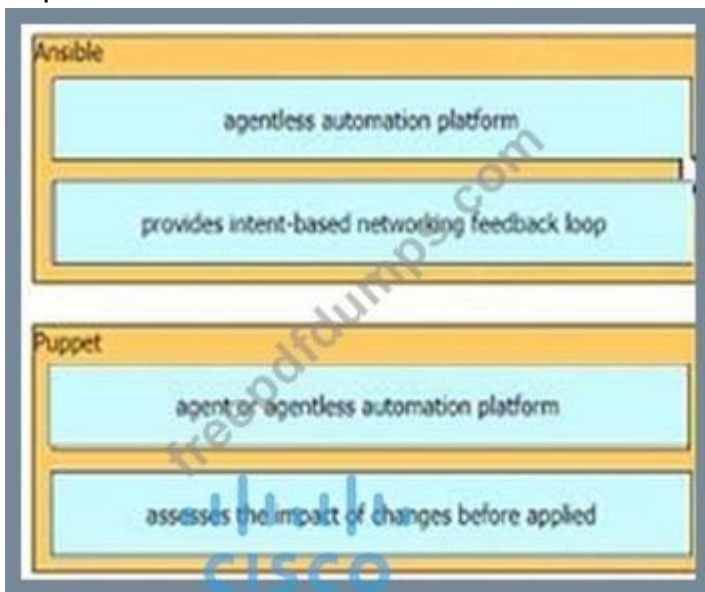 Ansible
agentless automation platform
provides intent-based networking feedback loop
Puppet
agent or agentless automation platform
assesses the impact of changes before applied
freepdfdumps.com
CISCO